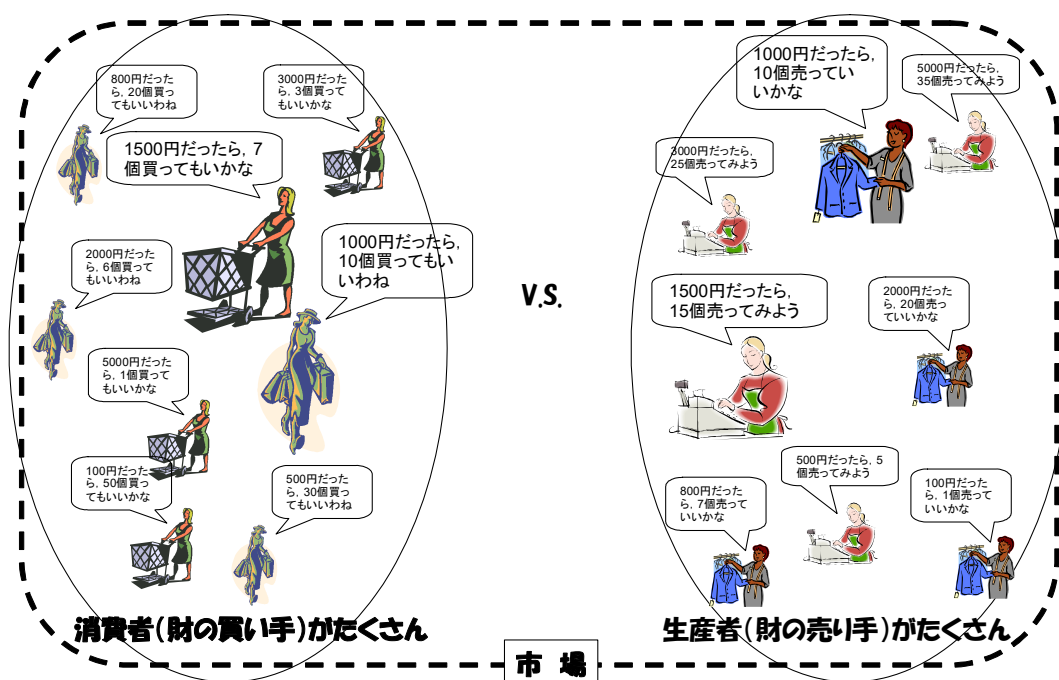 800円だった
ら, 20個買っ
てもいいわね
3000円だった
ら, 3個買って
もいいかな
1500円だったら, 7
個買ってもいかな
1000円だったら,
10個買ってもい
いわね
2000円だっ
たら, 6個買って
もいいわね
5000円だった
ら, 1個買って
もいいかな
100円だった
ら, 50個買っ
てもいいかな
500円だった
ら, 30個買っ
てもいいわね
消費者(財の買い手)がたくさん
V.S.
1000円だったら,
10個売ってい
いかな
5000円だったら,
35個売ってみよう
3000円だったら,
25個売ってみよう
1500円だったら,
15個売ってみよう
2000円だった
ら, 20個売っ
ていいかな
500円だったら, 5
個売ってみよう
800円だった
ら, 7個売って
いいかな
100円だった
ら, 1個売って
いいかな
生産者(財の売り手)がたくさん
市 場